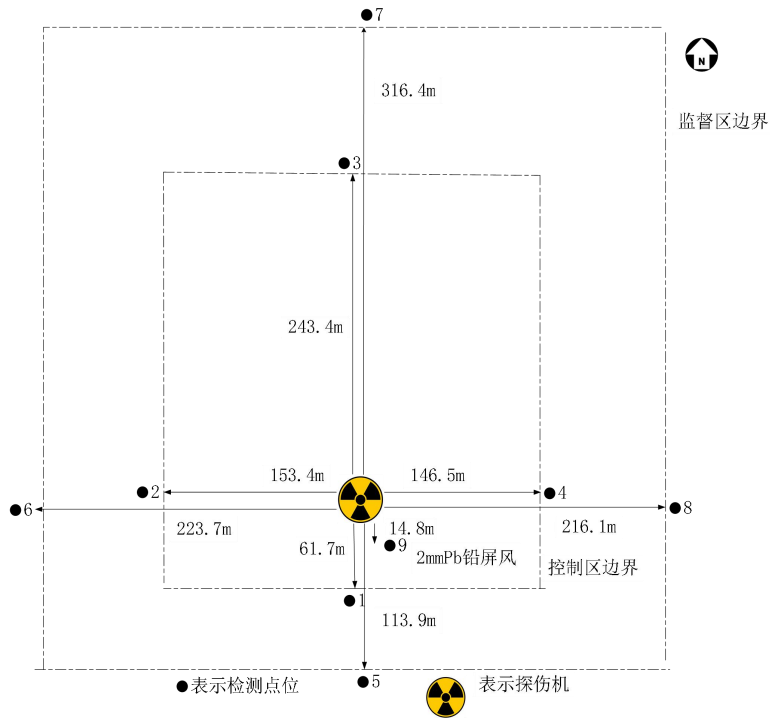 7
N
316.4m
监督区边界
3
243.4m
153.4m
146.5m
2
4
6
8
223.7m
14.8m
216.1m
61.7m
9
2mmPb铅屏风
控制区边界
1
113.9m
●表示检测点位
5
表示探伤机